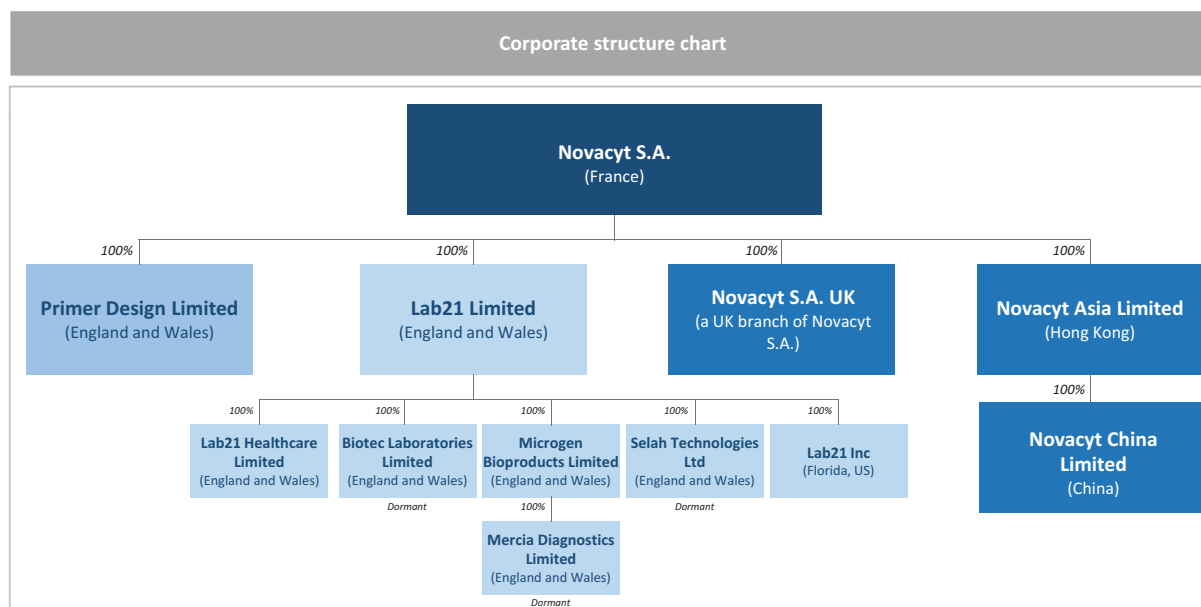 Corporate structure chart
Novacyt S.A.
(France)
100%
100%
100%
100%
Primer Design Limited
(England and Wales)
Lab21 Limited
(England and Wales)
Novacyt S.A. UK
(a UK branch of Novacyt
S.A.)
Novacyt Asia Limited
(Hong Kong)
100%
100%
100%
100%
100%
100%
Lab21 Healthcare
Limited
(England and Wales)
Biotec Laboratories
Limited
(England and Wales)
Dormant
Microgen
Bioproducts Limited
(England and Wales)
Selah Technologies
Ltd
(England and Wales)
Dormant
Lab21 Inc
(Florida, US)
Novacyt China
Limited
(China)
100%
Mercia Diagnostics
Limited
(England and Wales)
Dormant